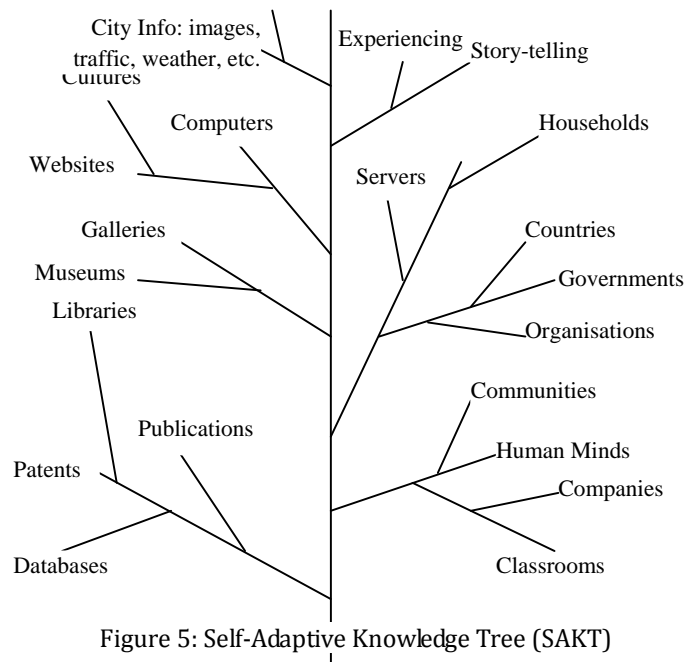 City Info: images,
traffic, weather, etc.
Cultures
Experiencing
Story-telling
Computers
Households
Websites
Servers
Galleries
Countries
Museums
Governments
Libraries
Organisations
Communities
Publications
Human Minds
Patents
Companies
Databases
Classrooms
Figure 5: Self-Adaptive Knowledge Tree (SAKT)